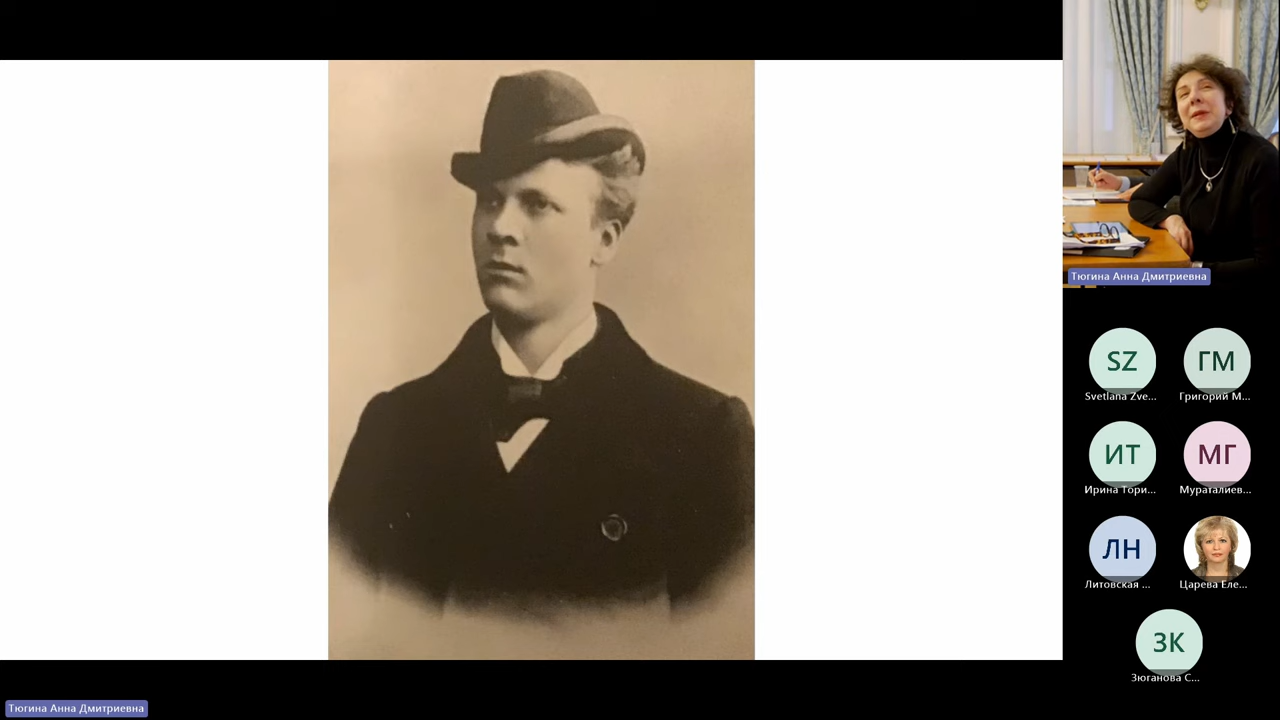 Тюгина Анна Дмитриевна
SZ
ГМ
Svetlana Zve...
Григорий М...
ИТ
МГ
Ирина Тори...
Мураталиев...
ЛН
Литовская ...
Царева Еле...
ЗК
Зюганова С...
Тюгина Анна Дмитриевна